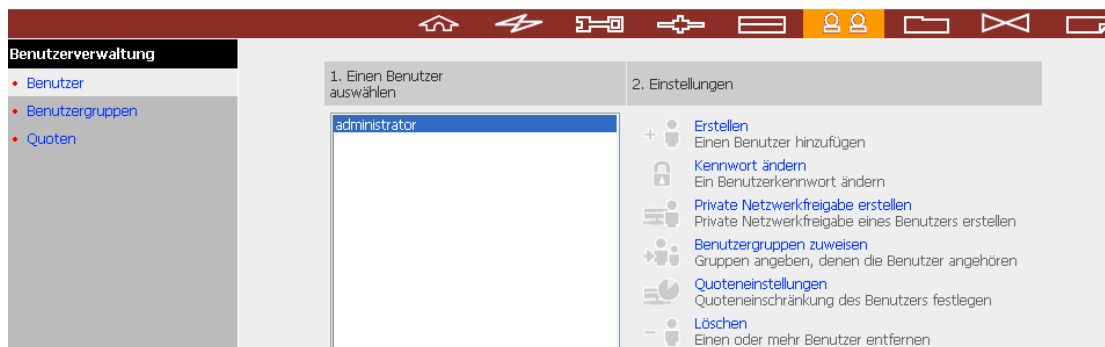 Benutzerverwaltung
Benutzer
Benutzergruppen
Quoten
1. Einen Benutzer
auswählen
administrator
2. Einstellungen
Erstellen
Einen Benutzer hinzufügen
Kennwort ändern
Ein Benutzerkennwort ändern
Private Netzwerkfreigabe erstellen
Private Netzwerkfreigabe eines Benutzers erstellen
Benutzergruppen zuweisen
Gruppen angeben, denen die Benutzer angehören
Quoteneinstellungen
Quoteneinschränkung des Benutzers festlegen
Löschen
Einen oder mehr Benutzer entfernen